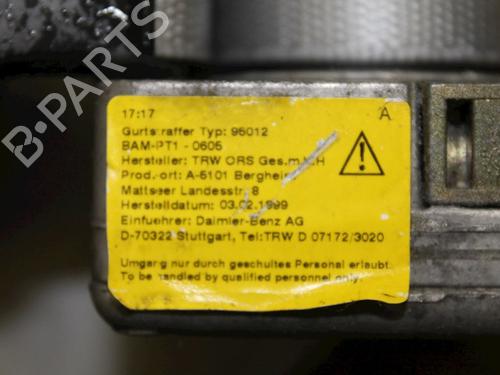 B-PARTS
17:17
A
Gurtstraffer Typ: 96012
BAM-PT1 - 0605
Hersteller: TRW ORS Ges.m.b.H
Prod.-ort: A-5101 Bergheim
Mattseer Landesstr. 8
Herstelldatum: 03.02.1999
Einfuehrer: Daimler-Benz AG
D-70322 Stuttgart, Tel:TRW D 07172/3020
Umgang nur durch geschultes Personal erlaubt.
To be handled by qualified personnel only.